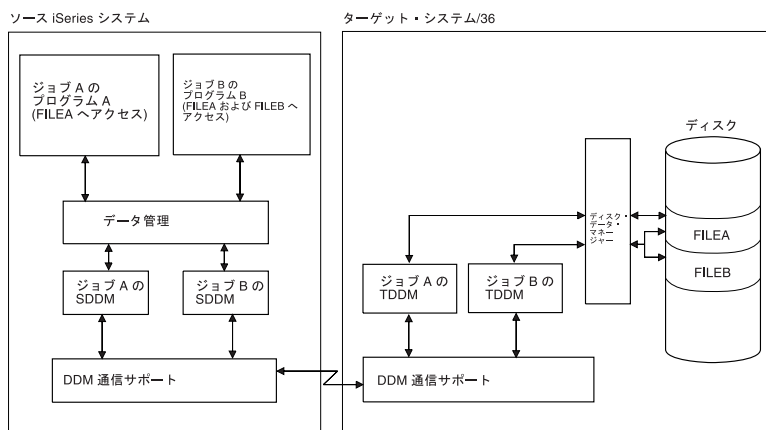 ソース iSeries システム
ターゲット・システム/36
ジョブ A の
プログラム A
(FILEA へアクセス)
ジョブ B の
プログラム B
(FILEA および FILEB へ
アクセス)
データ管理
ジョブ A の
SDDM
ジョブ B の
SDDM
DDM 通信サポート
ジョブ A の
TDDM
ジョブ B の
TDDM
DDM 通信サポート
ディスク・
データ・
マネー
ジャー
ディスク
FILEA
FILEB